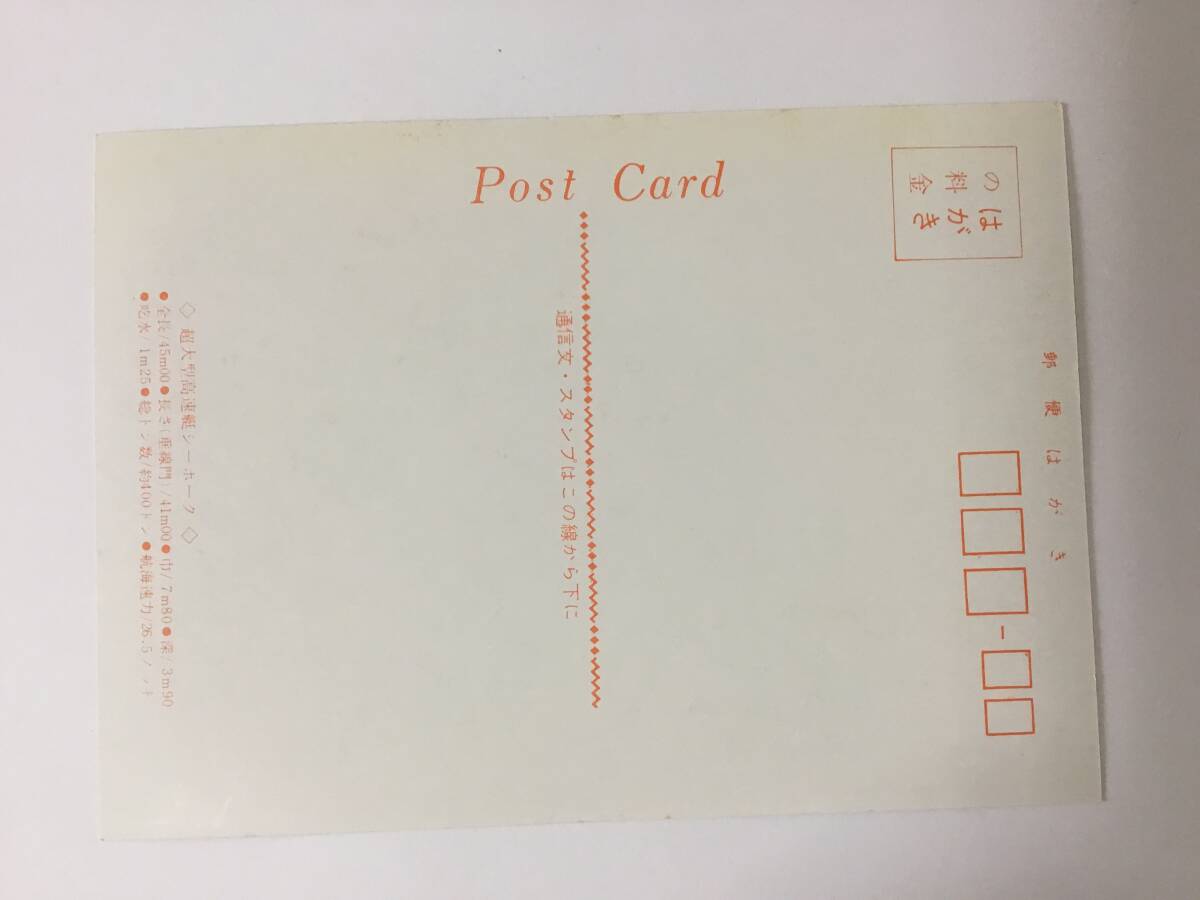 Post Card
はがき
の料金
郵便はがき
通信文・スタンプはこの線から下に
◇ 超大型高速艇シーホーク ◇
●全長/45m00●長さ(垂線門)/41m00●巾/7m80●深/3m90
●吃水/1m25●総トン数/約400トン●航海速力/26.5ノット